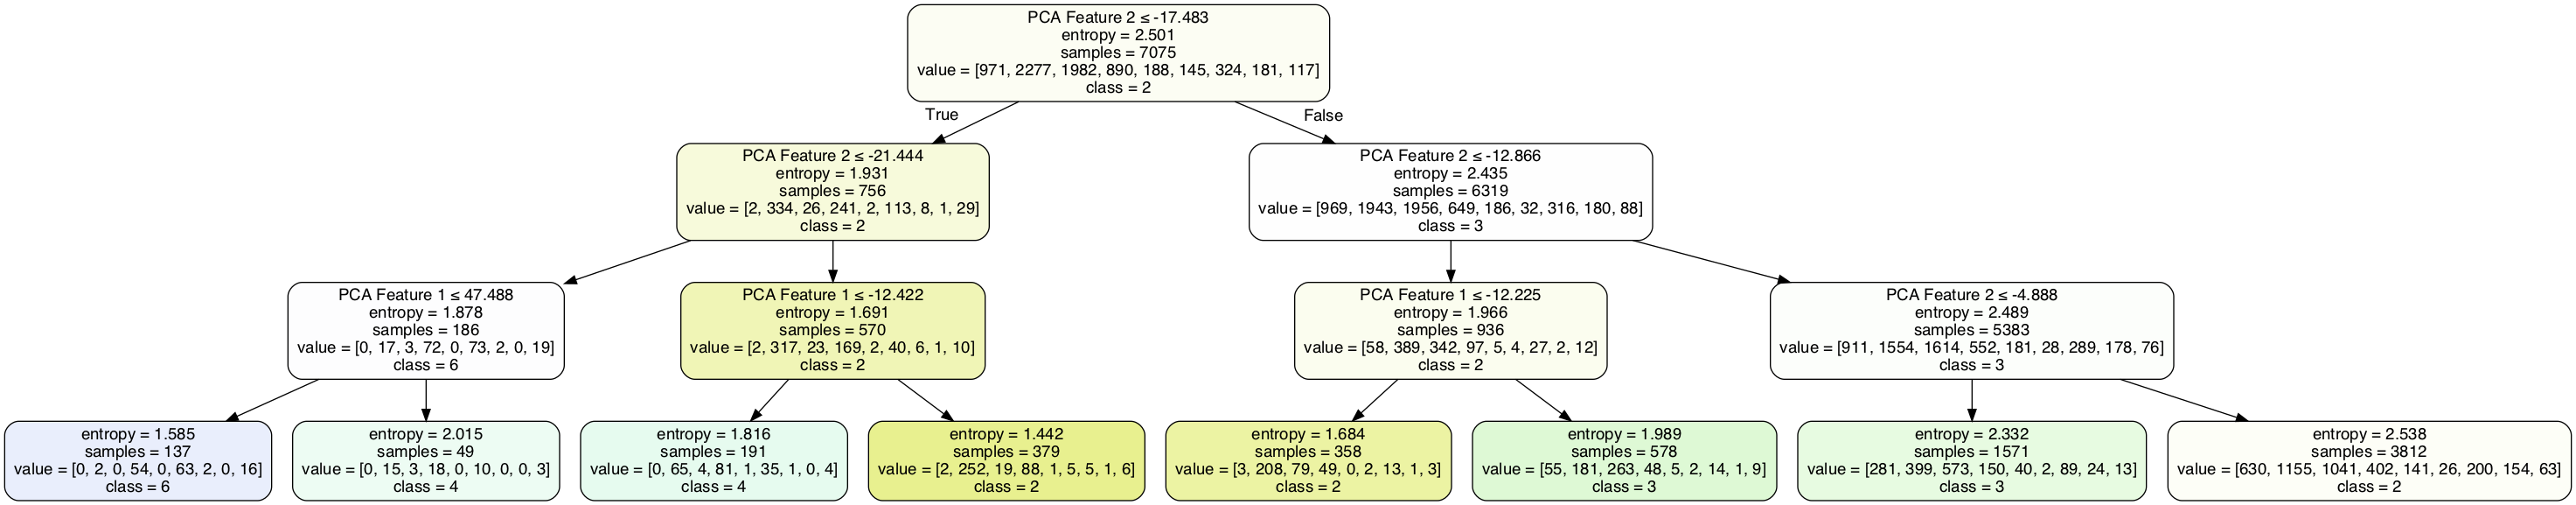 PCA Feature 2 ≤ -17.483
entropy = 2.501
samples = 7075
value = [971, 2277, 1982, 890, 188, 145, 324, 181, 117]
class = 2
True
False
PCA Feature 2 ≤ -21.444
entropy = 1.931
samples = 756
value = [2, 334, 26, 241, 2, 113, 8, 1, 29]
class = 2
PCA Feature 2 ≤ -12.866
entropy = 2.435
samples = 6319
value = [969, 1943, 1956, 649, 186, 32, 316, 180, 88]
class = 3
PCA Feature 1 ≤ 47.488
entropy = 1.878
samples = 186
value = [0, 17, 3, 72, 0, 73, 2, 0, 19]
class = 6
PCA Feature 1 ≤ -12.422
entropy = 1.691
samples = 570
value = [2, 317, 23, 169, 2, 40, 6, 1, 10]
class = 2
PCA Feature 1 ≤ -12.225
entropy = 1.966
samples = 936
value = [58, 389, 342, 97, 5, 4, 27, 2, 12]
class = 2
PCA Feature 2 ≤ -4.888
entropy = 2.489
samples = 5383
value = [911, 1554, 1614, 552, 181, 28, 289, 178, 76]
class = 3
entropy = 1.585
samples = 137
value = [0, 2, 0, 54, 0, 63, 2, 0, 16]
class = 6
entropy = 2.015
samples = 49
value = [0, 15, 3, 18, 0, 10, 0, 0, 3]
class = 4
entropy = 1.816
samples = 191
value = [0, 65, 4, 81, 1, 35, 1, 0, 4]
class = 4
entropy = 1.442
samples = 379
value = [2, 252, 19, 88, 1, 5, 5, 1, 6]
class = 2
entropy = 1.684
samples = 358
value = [3, 208, 79, 49, 0, 2, 13, 1, 3]
class = 2
entropy = 1.989
samples = 578
value = [55, 181, 263, 48, 5, 2, 14, 1, 9]
class = 3
entropy = 2.332
samples = 1571
value = [281, 399, 573, 150, 40, 2, 89, 24, 13]
class = 3
entropy = 2.538
samples = 3812
value = [630, 1155, 1041, 402, 141, 26, 200, 154, 63]
class = 2